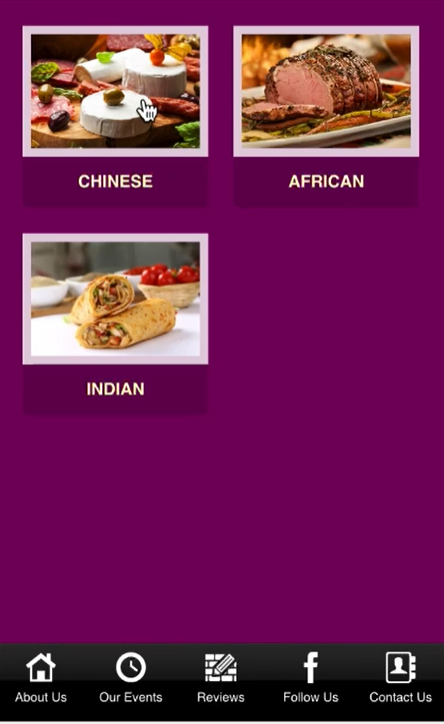 CHINESE
AFRICAN
INDIAN
About Us
Our Events
Reviews
Follow Us
Contact Us